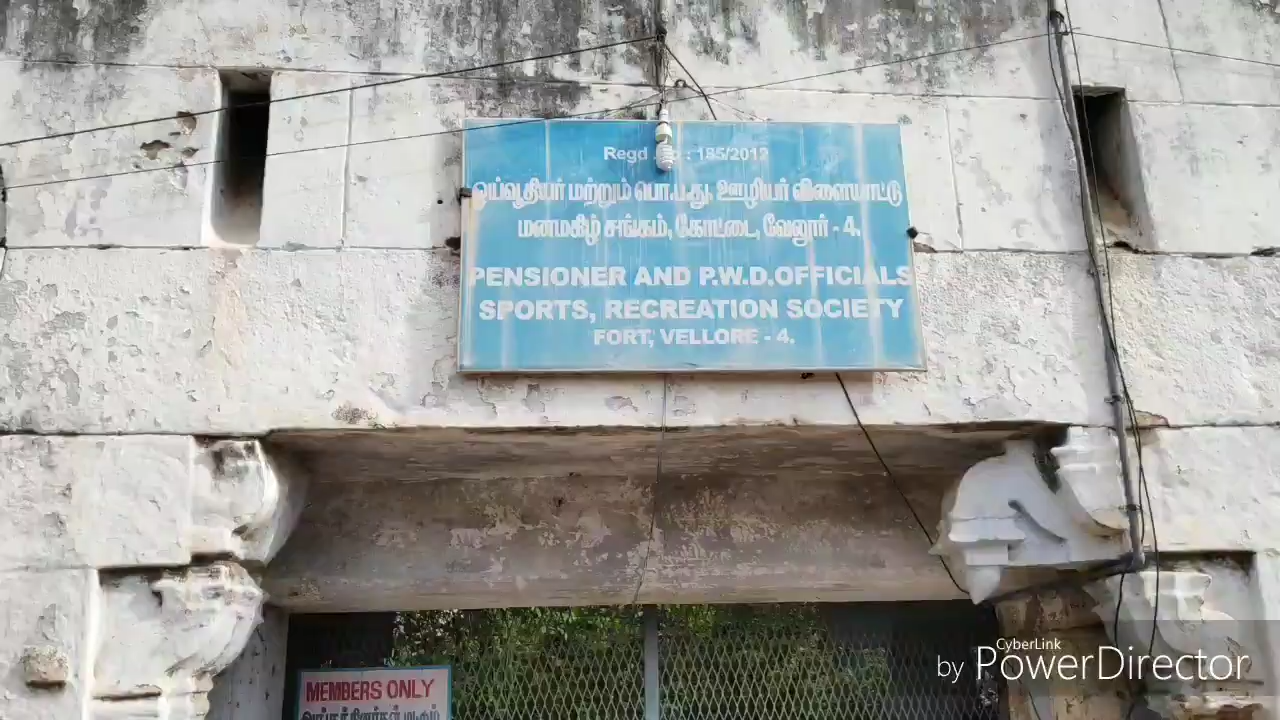 Regd : 185/2012
ஓய்வூதியர் மற்றும் பொ.ப.து, ஊழியர் விளையாட்டு
மனமகிழ் சங்கம், கோட்டை, வேலூர் - 4.
PENSIONER AND P.W.D.OFFICIALS
SPORTS, RECREATION SOCIETY
FORT, VELLORE - 4.
MEMBERS ONLY
CyberLink
by PowerDirector